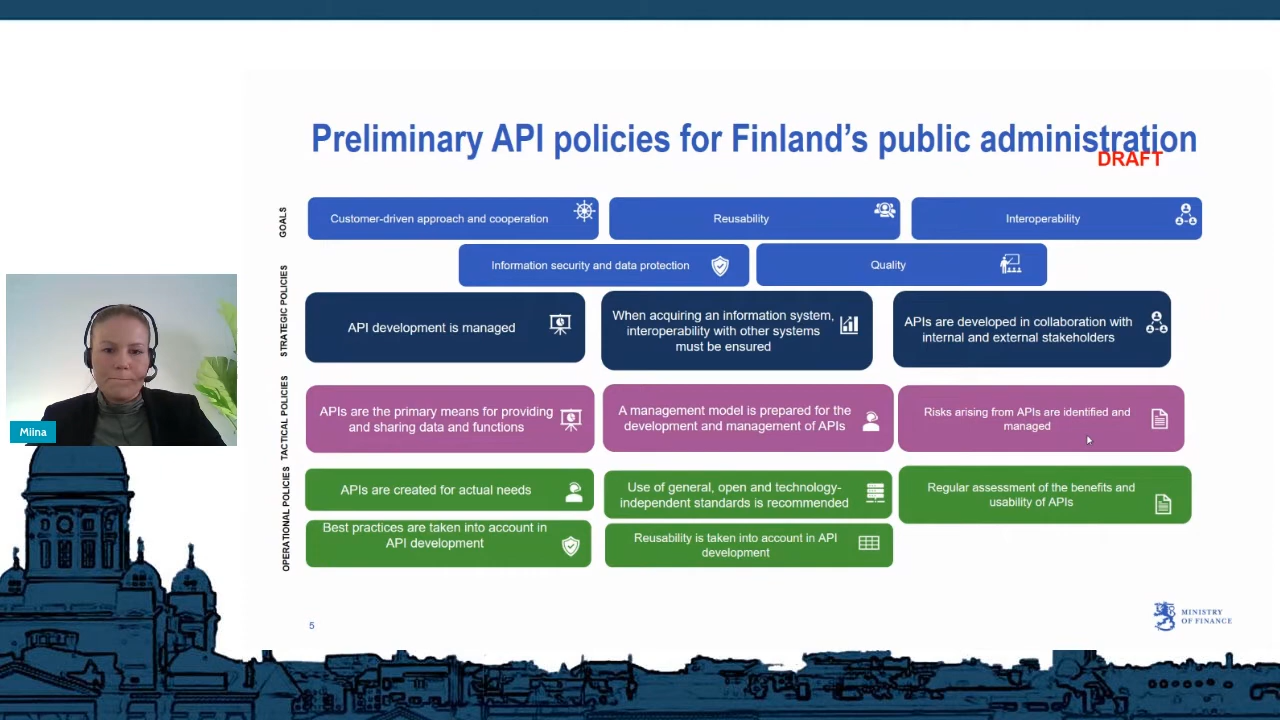 Preliminary API policies for Finland's public administration
DRAFT
GOALS
Customer-driven approach and cooperation
Reusability
Interoperability
Information security and data protection
Quality
STRATEGIC POLICIES
API development is managed
When acquiring an information system,
interoperability with other systems
must be ensured
APIs are developed in collaboration with
internal and external stakeholders
TACTICAL POLICIES
APIs are the primary means for providing
and sharing data and functions
A management model is prepared for the
development and management of APIs
Risks arising from APIs are identified and
managed
OPERATIONAL POLICIES
APIs are created for actual needs
Use of general, open and technology-
independent standards is recommended
Regular assessment of the benefits and
usability of APIs
Best practices are taken into account in
API development
Reusability is taken into account in API
development
Miina
5
MINISTRY
OF FINANCE